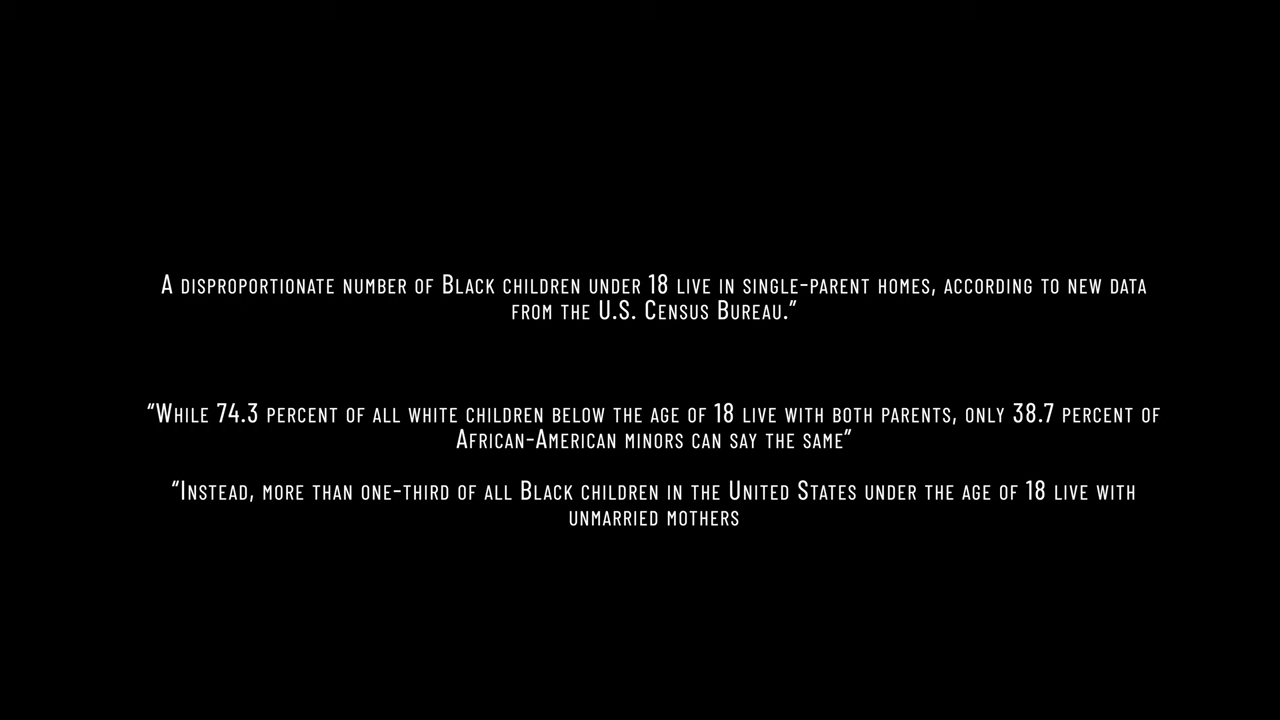 A disproportionate number of Black children under 18 live in single-parent homes, according to new data
from the U.S. Census Bureau.”
“While 74.3 percent of all white children below the age of 18 live with both parents, only 38.7 percent of
African-American minors can say the same”
“Instead, more than one-third of all Black children in the United States under the age of 18 live with
unmarried mothers